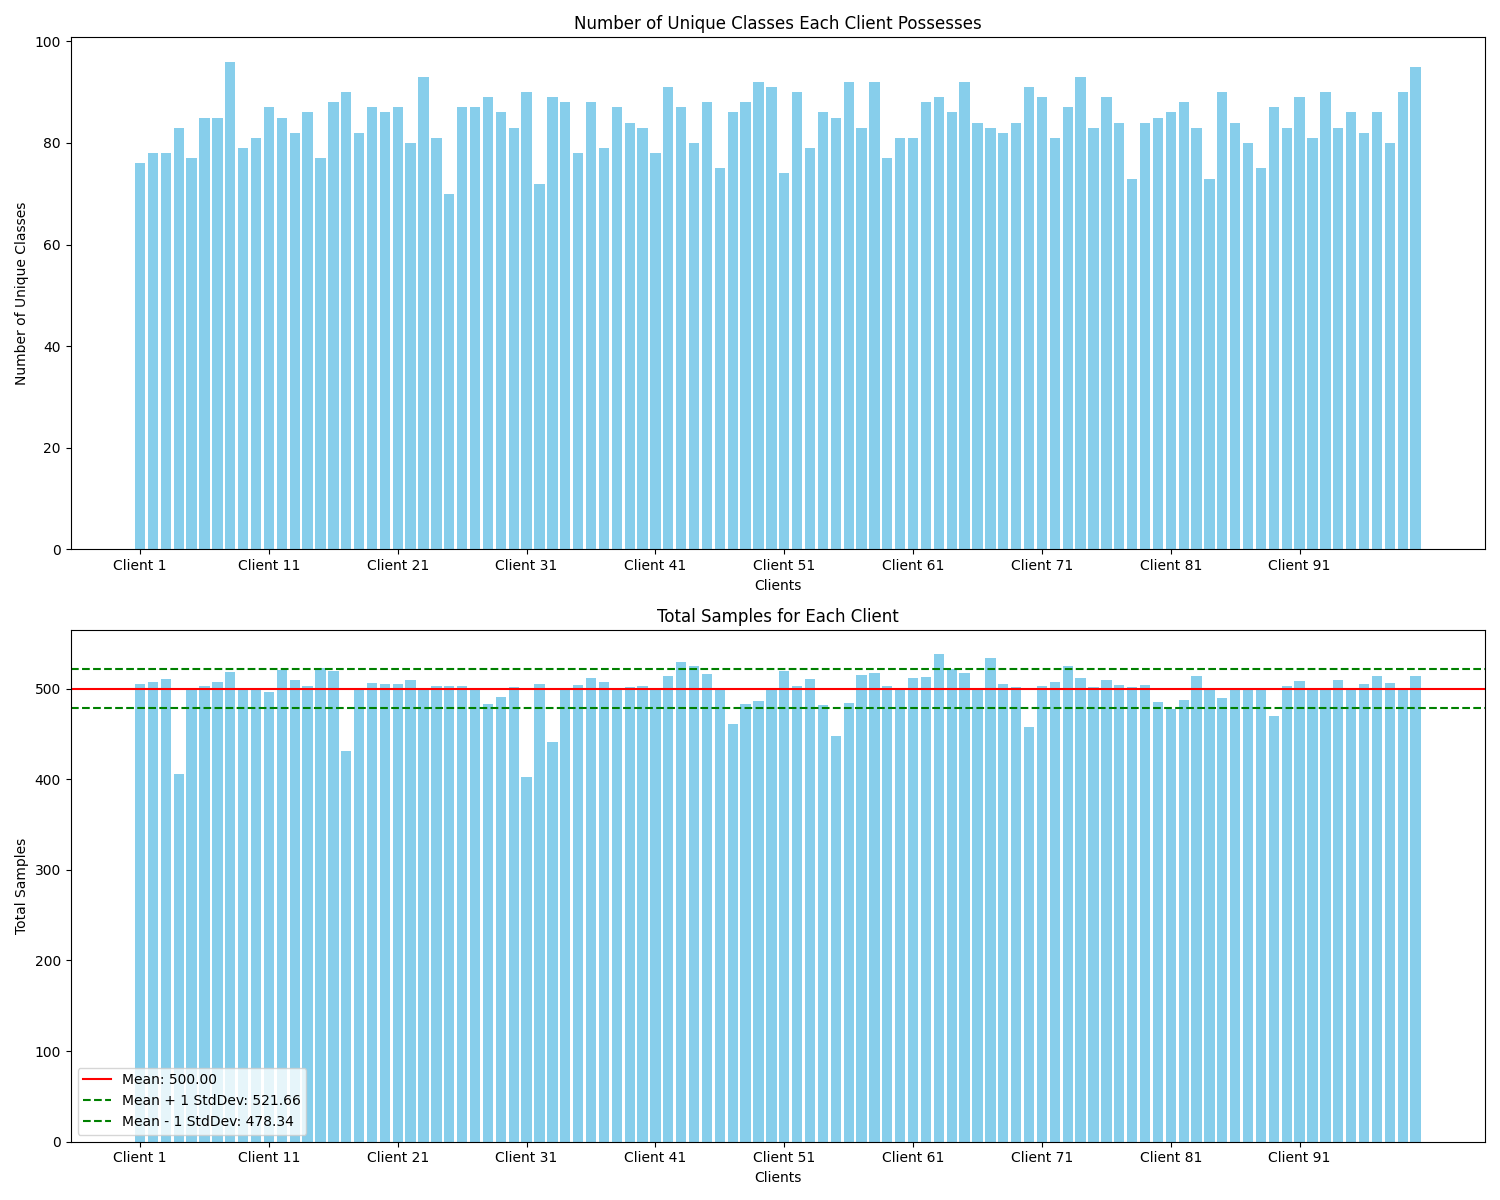 Number of Unique Classes Each Client Possesses
Number of Unique Classes
100
80
60
40
20
0
Client 1 Client 11 Client 21 Client 31 Client 41 Client 51 Client 61 Client 71 Client 81 Client 91
Clients
Total Samples for Each Client
Total Samples
500
400
300
200
100
0
Mean: 500.00
Mean + 1 StdDev: 521.66
Mean - 1 StdDev: 478.34
Client 1 Client 11 Client 21 Client 31 Client 41 Client 51 Client 61 Client 71 Client 81 Client 91
Clients